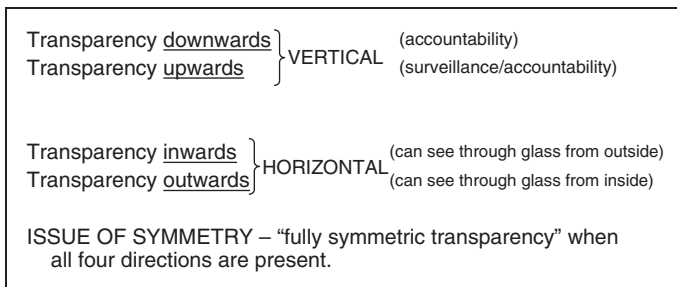 Transparency downwards (accountability)
VERTICAL
Transparency upwards (surveillance/accountability)
Transparency inwards (can see through glass from outside)
HORIZONTAL
Transparency outwards (can see through glass from inside)
ISSUE OF SYMMETRY – “fully symmetric transparency” when
all four directions are present.